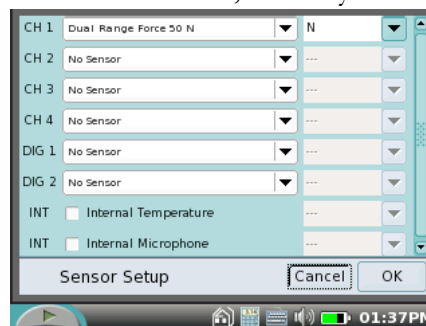 CH 1 Dual Range Force 50 N N
CH 2 No Sensor ---
CH 3 No Sensor ---
CH 4 No Sensor ---
DIG 1 No Sensor ---
DIG 2 No Sensor ---
INT Internal Temperature ---
INT Internal Microphone ---
Sensor Setup Cancel OK
01:37PM